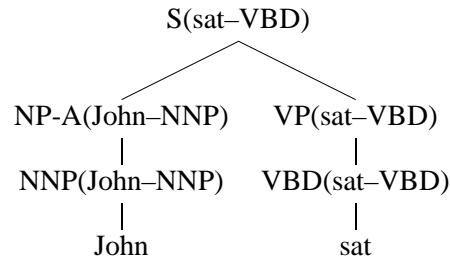 S(sat–VBD)
NP-A(John–NNP) VP(sat–VBD)
NNP(John–NNP) VBD(sat–VBD)
John sat